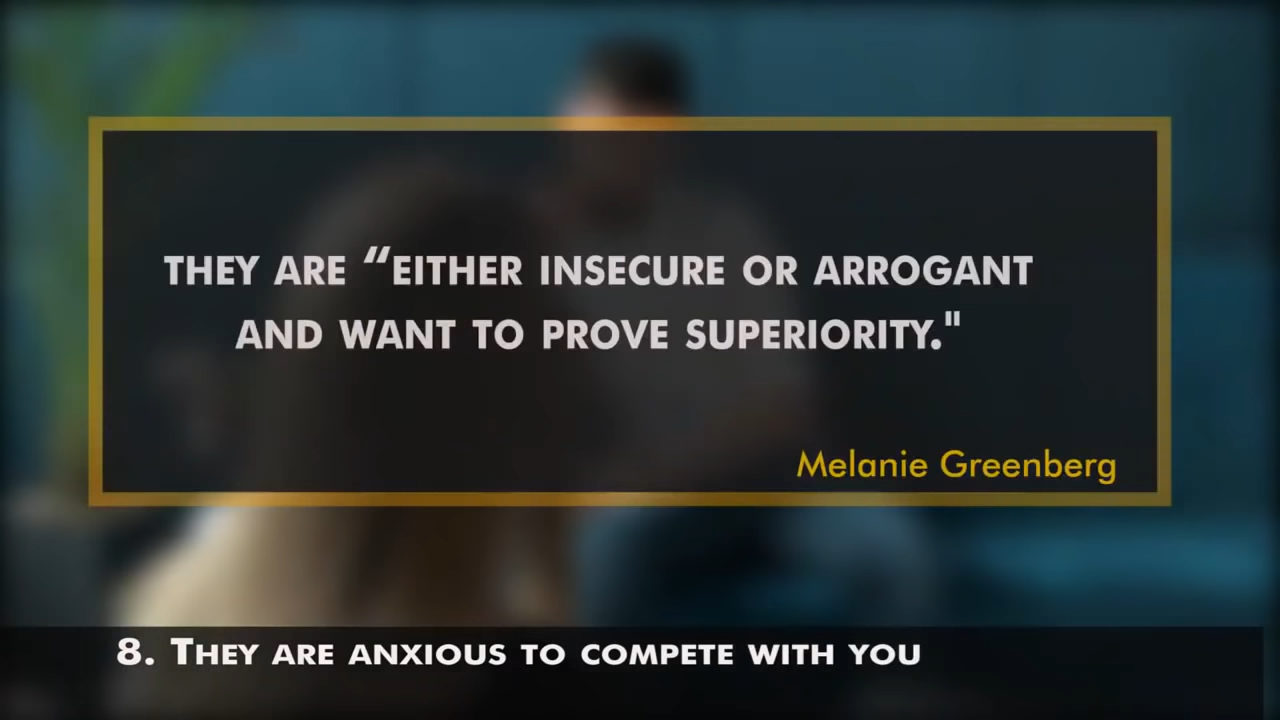 THEY ARE “EITHER INSECURE OR ARROGANT
AND WANT TO PROVE SUPERIORITY."
Melanie Greenberg
8. THEY ARE ANXIOUS TO COMPETE WITH YOU